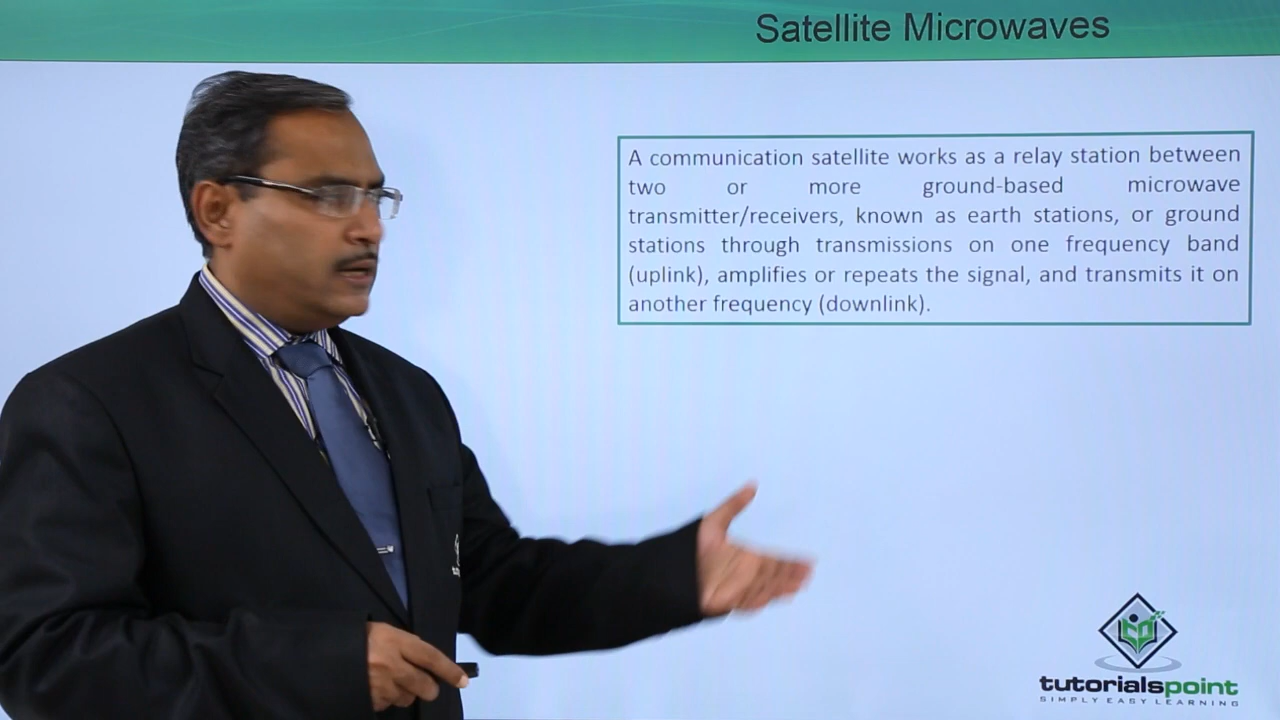 Satellite Microwaves
A communication satellite works as a relay station between
two or more ground-based microwave
transmitter/receivers, known as earth stations, or ground
stations through transmissions on one frequency band
(uplink), amplifies or repeats the signal, and transmits it on
another frequency (downlink).
tutorialspoint
SIMPLY EASY LEARNING